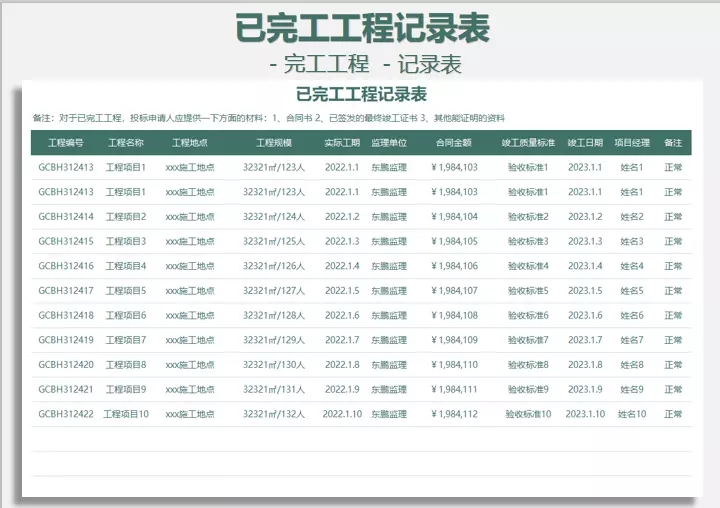 已完工工程记录表
- 完工工程 - 记录表
已完工工程记录表
备注：对于已完工工程，投标申请人应提供一下方面的材料：1、合同书 2、已签发的最终竣工证书 3、其他能证明的资料
工程编号 工程名称 工程地点 工程规模 实际工期 监理单位 合同金额 竣工质量标准 竣工日期 项目经理 备注
GCBH312413 工程项目1 xxx施工地点 32321㎡/123人 2022.1.1 东鹏监理 ¥ 1,984,103 验收标准1 2023.1.1 姓名1 正常
GCBH312413 工程项目1 xxx施工地点 32321㎡/123人 2022.1.1 东鹏监理 ¥ 1,984,103 验收标准1 2023.1.1 姓名1 正常
GCBH312414 工程项目2 xxx施工地点 32321㎡/124人 2022.1.2 东鹏监理 ¥ 1,984,104 验收标准2 2023.1.2 姓名2 正常
GCBH312415 工程项目3 xxx施工地点 32321㎡/125人 2022.1.3 东鹏监理 ¥ 1,984,105 验收标准3 2023.1.3 姓名3 正常
GCBH312416 工程项目4 xxx施工地点 32321㎡/126人 2022.1.4 东鹏监理 ¥ 1,984,106 验收标准4 2023.1.4 姓名4 正常
GCBH312417 工程项目5 xxx施工地点 32321㎡/127人 2022.1.5 东鹏监理 ¥ 1,984,107 验收标准5 2023.1.5 姓名5 正常
GCBH312418 工程项目6 xxx施工地点 32321㎡/128人 2022.1.6 东鹏监理 ¥ 1,984,108 验收标准6 2023.1.6 姓名6 正常
GCBH312419 工程项目7 xxx施工地点 32321㎡/129人 2022.1.7 东鹏监理 ¥ 1,984,109 验收标准7 2023.1.7 姓名7 正常
GCBH312420 工程项目8 xxx施工地点 32321㎡/130人 2022.1.8 东鹏监理 ¥ 1,984,110 验收标准8 2023.1.8 姓名8 正常
GCBH312421 工程项目9 xxx施工地点 32321㎡/131人 2022.1.9 东鹏监理 ¥ 1,984,111 验收标准9 2023.1.9 姓名9 正常
GCBH312422 工程项目10 xxx施工地点 32321㎡/132人 2022.1.10 东鹏监理 ¥ 1,984,112 验收标准10 2023.1.10 姓名10 正常